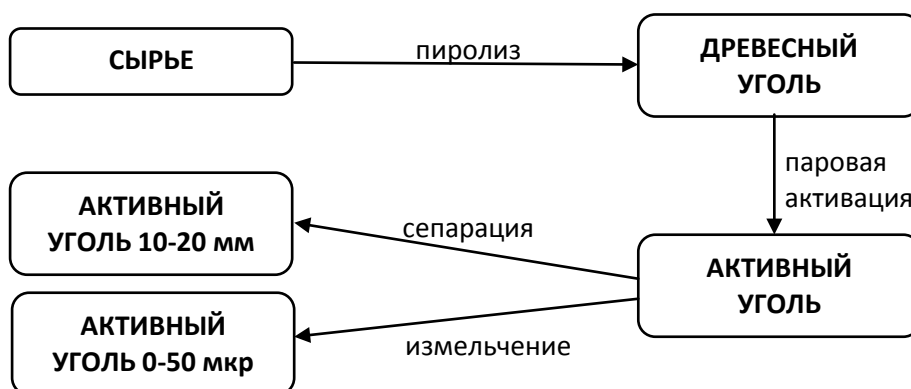 СЫРЬЕ
пиролиз
ДРЕВЕСНЫЙ
УГОЛЬ
паровая
активация
АКТИВНЫЙ
УГОЛЬ
сепарация
АКТИВНЫЙ
УГОЛЬ 10-20 мм
измельчение
АКТИВНЫЙ
УГОЛЬ 0-50 мкр